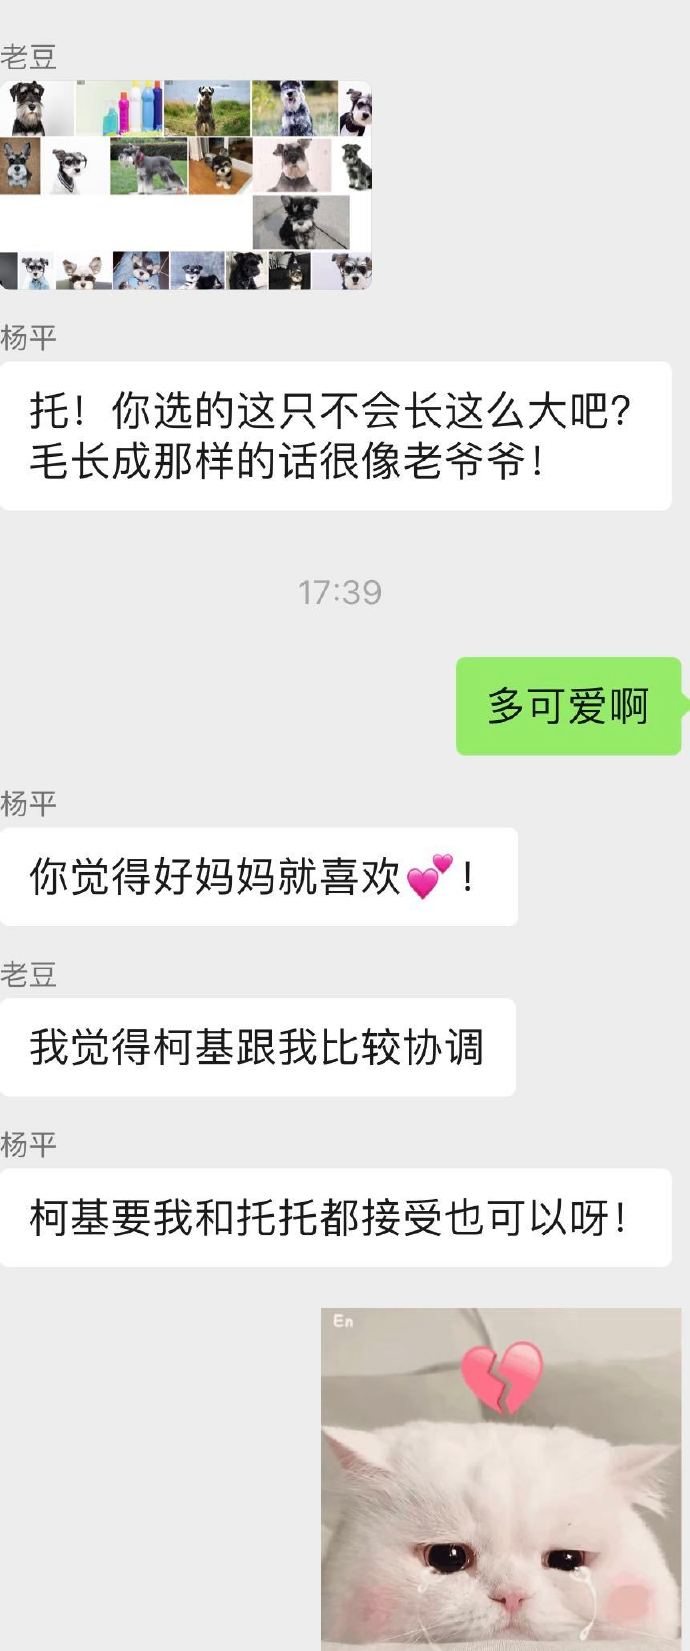 老豆
杨平
托！你选的这只不会长这么大吧？
毛长成那样的话很像老爷爷！
17:39
多可爱啊
杨平
你觉得好妈妈就喜欢💕！
老豆
我觉得柯基跟我比较协调
杨平
柯基要我和托托都接受也可以呀！
En